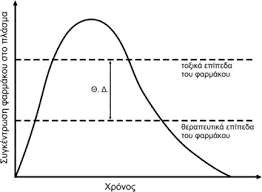 Συγκέντρωση φαρμάκου στο πλάσμα
τοξικά επίπεδα
του φαρμάκου
Θ. Δ.
θεραπευτικά επίπεδα
του φαρμάκου
Χρόνος